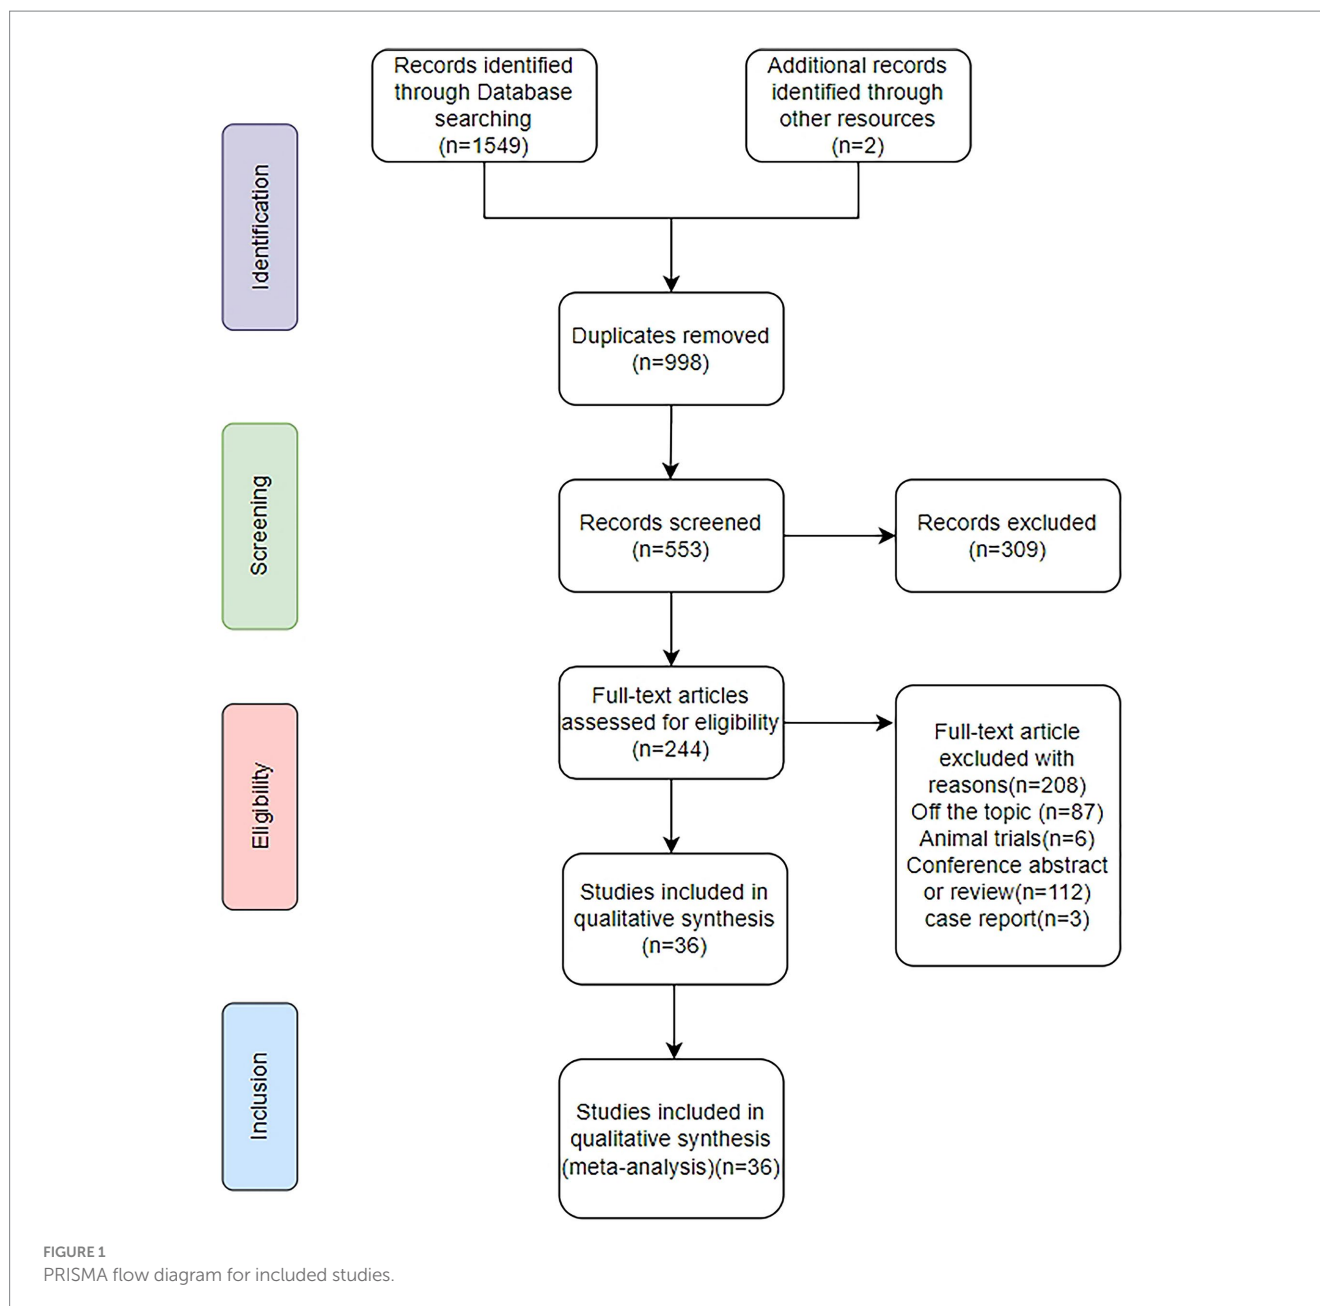 Records identified
through Database
searching
(n=1549)
Additional records
identified through
other resources
(n=2)
Identification
Duplicates removed
(n=998)
Screening
Records screened
(n=553)
Records excluded
(n=309)
Eligibility
Full-text articles
assessed for eligibility
(n=244)
Full-text article
excluded with
reasons(n=208)
Off the topic (n=87)
Animal trials(n=6)
Conference abstract
or review(n=112)
case report(n=3)
Studies included in
qualitative synthesis
(n=36)
Inclusion
Studies included in
qualitative synthesis
(meta-analysis)(n=36)
FIGURE 1
PRISMA flow diagram for included studies.